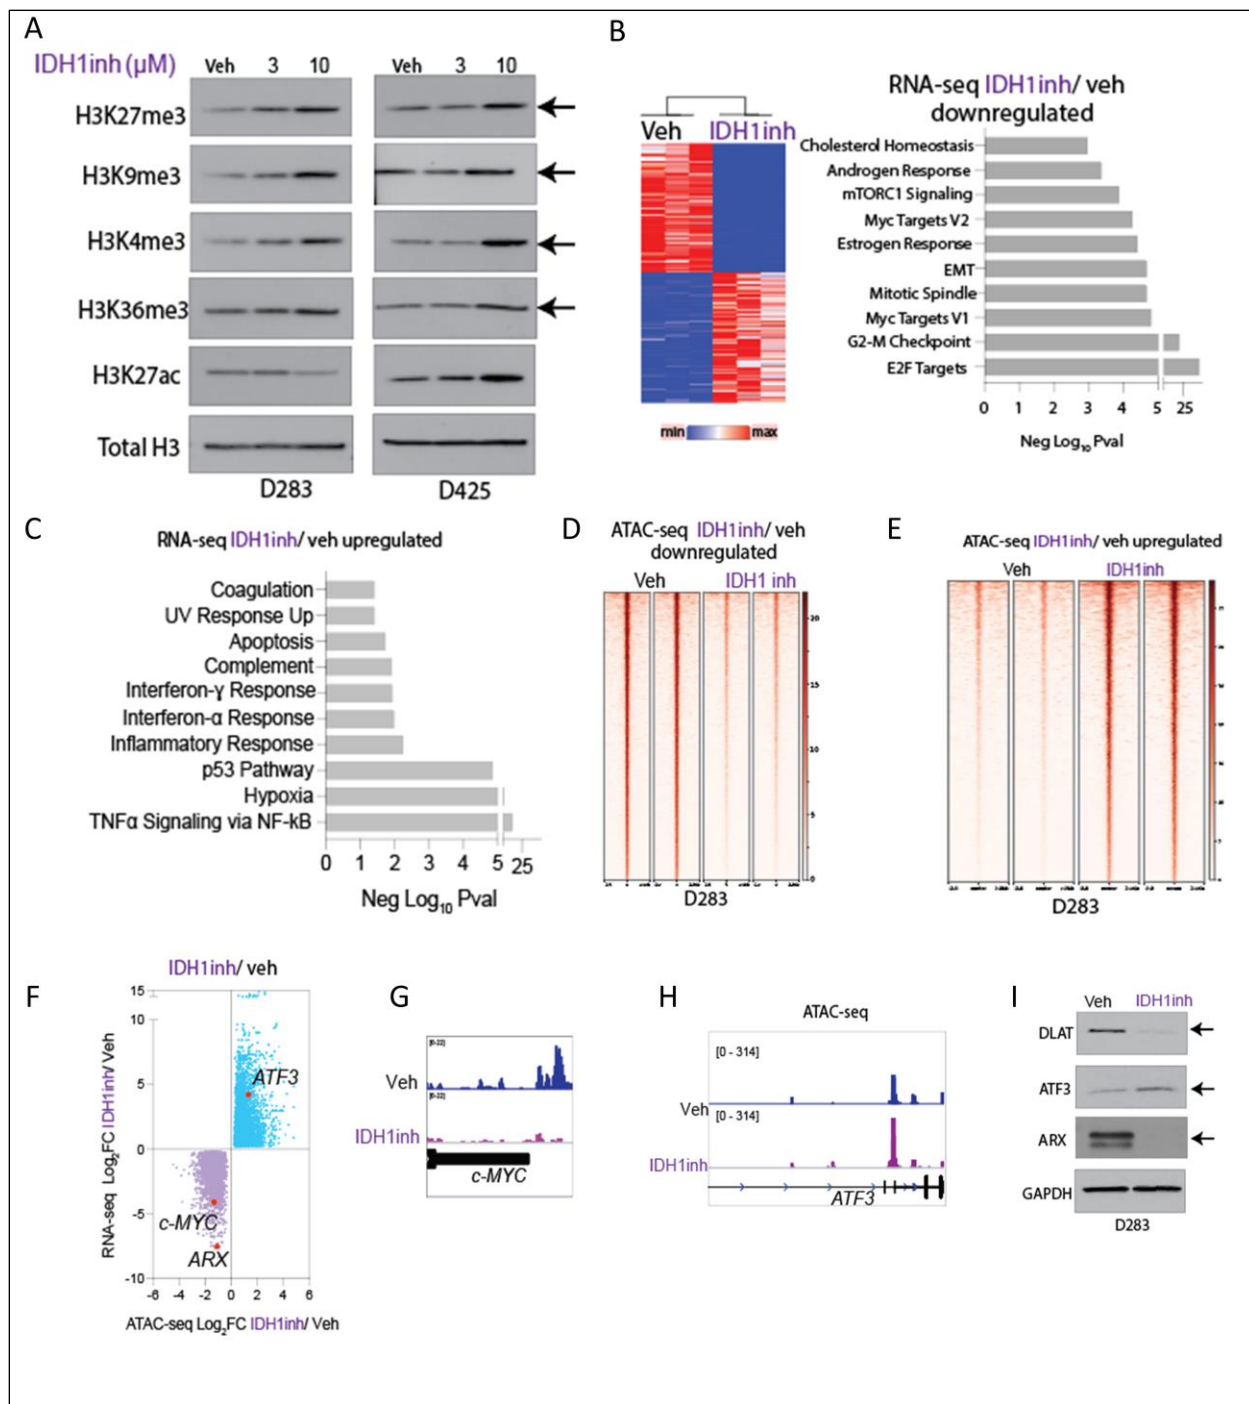 A
IDH1inh (μM)
Veh 3 10
Veh 3 10
H3K27me3
H3K9me3
H3K4me3
H3K36me3
H3K27ac
Total H3
D283
D425
B
Veh
IDH1inh
min
max
RNA-seq IDH1inh/ veh
downregulated
Cholesterol Homeostasis
Androgen Response
mTORC1 Signaling
Myc Targets V2
Estrogen Response
EMT
Mitotic Spindle
Myc Targets V1
G2-M Checkpoint
E2F Targets
0 1 2 3 4 5 25
Neg Log10 Pval
C
RNA-seq IDH1inh/ veh upregulated
Coagulation
UV Response Up
Apoptosis
Complement
Interferon-γ Response
Interferon-α Response
Inflammatory Response
p53 Pathway
Hypoxia
TNFα Signaling via NF-kB
0 1 2 3 4 5 25
Neg Log10 Pval
D
ATAC-seq IDH1inh/ veh
downregulated
Veh
IDH1 inh
20
15
10
5
0
D283
E
ATAC-seq IDH1inh/ veh upregulated
Veh
IDH1inh
D283
F
IDH1inh/ veh
RNA-seq Log2FC IDH1inh/ Veh
15
10
5
0
-5
-10
ATF3
c-MYC
ARX
-6 -4 -2 0 2 4 6
ATAC-seq Log2FC IDH1inh/ Veh
G
[0-22]
Veh
[0-22]
IDH1inh
c-MYC
H
ATAC-seq
[0 - 314]
Veh
[0 - 314]
IDH1inh
ATF3
I
Veh IDH1inh
DLAT
ATF3
ARX
GAPDH
D283